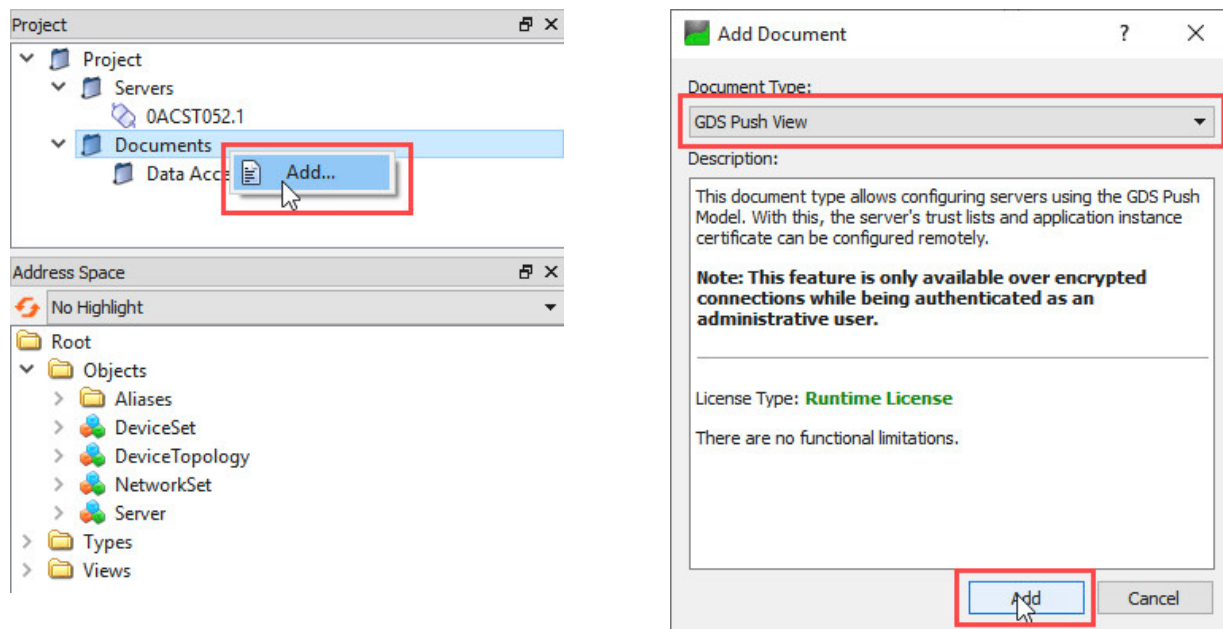 Project
Project
Servers
0ACST052.1
Documents
Data Acce
Add...
Address Space
No Highlight
Root
Objects
Aliases
DeviceSet
DeviceTopology
NetworkSet
Server
Types
Views
Add Document
?
Document Type:
GDS Push View
Description:
This document type allows configuring servers using the GDS Push
Model. With this, the server's trust lists and application instance
certificate can be configured remotely.
Note: This feature is only available over encrypted
connections while being authenticated as an
administrative user.
License Type: Runtime License
There are no functional limitations.
Add
Cancel